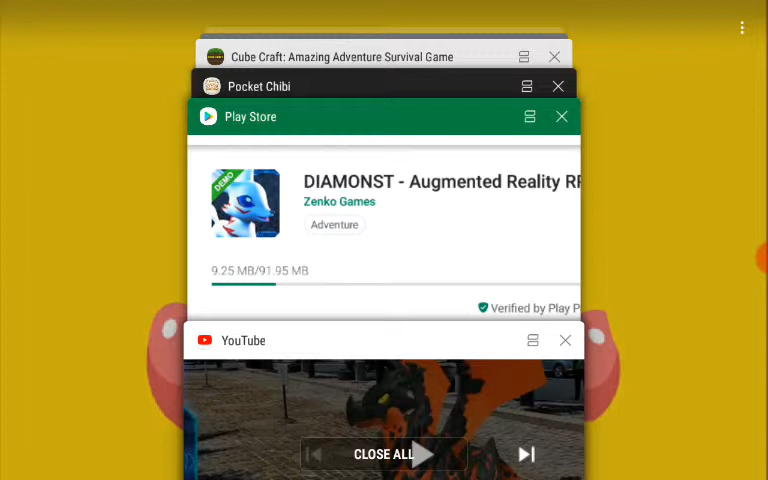 Cube Craft: Amazing Adventure Survival Game
Pocket Chibi
Play Store
DEMO
DIAMONST - Augmented Reality
Zenko Games
Adventure
9.25 MB/91.95 MB
Verified by Play
YouTube
CLOSE ALL